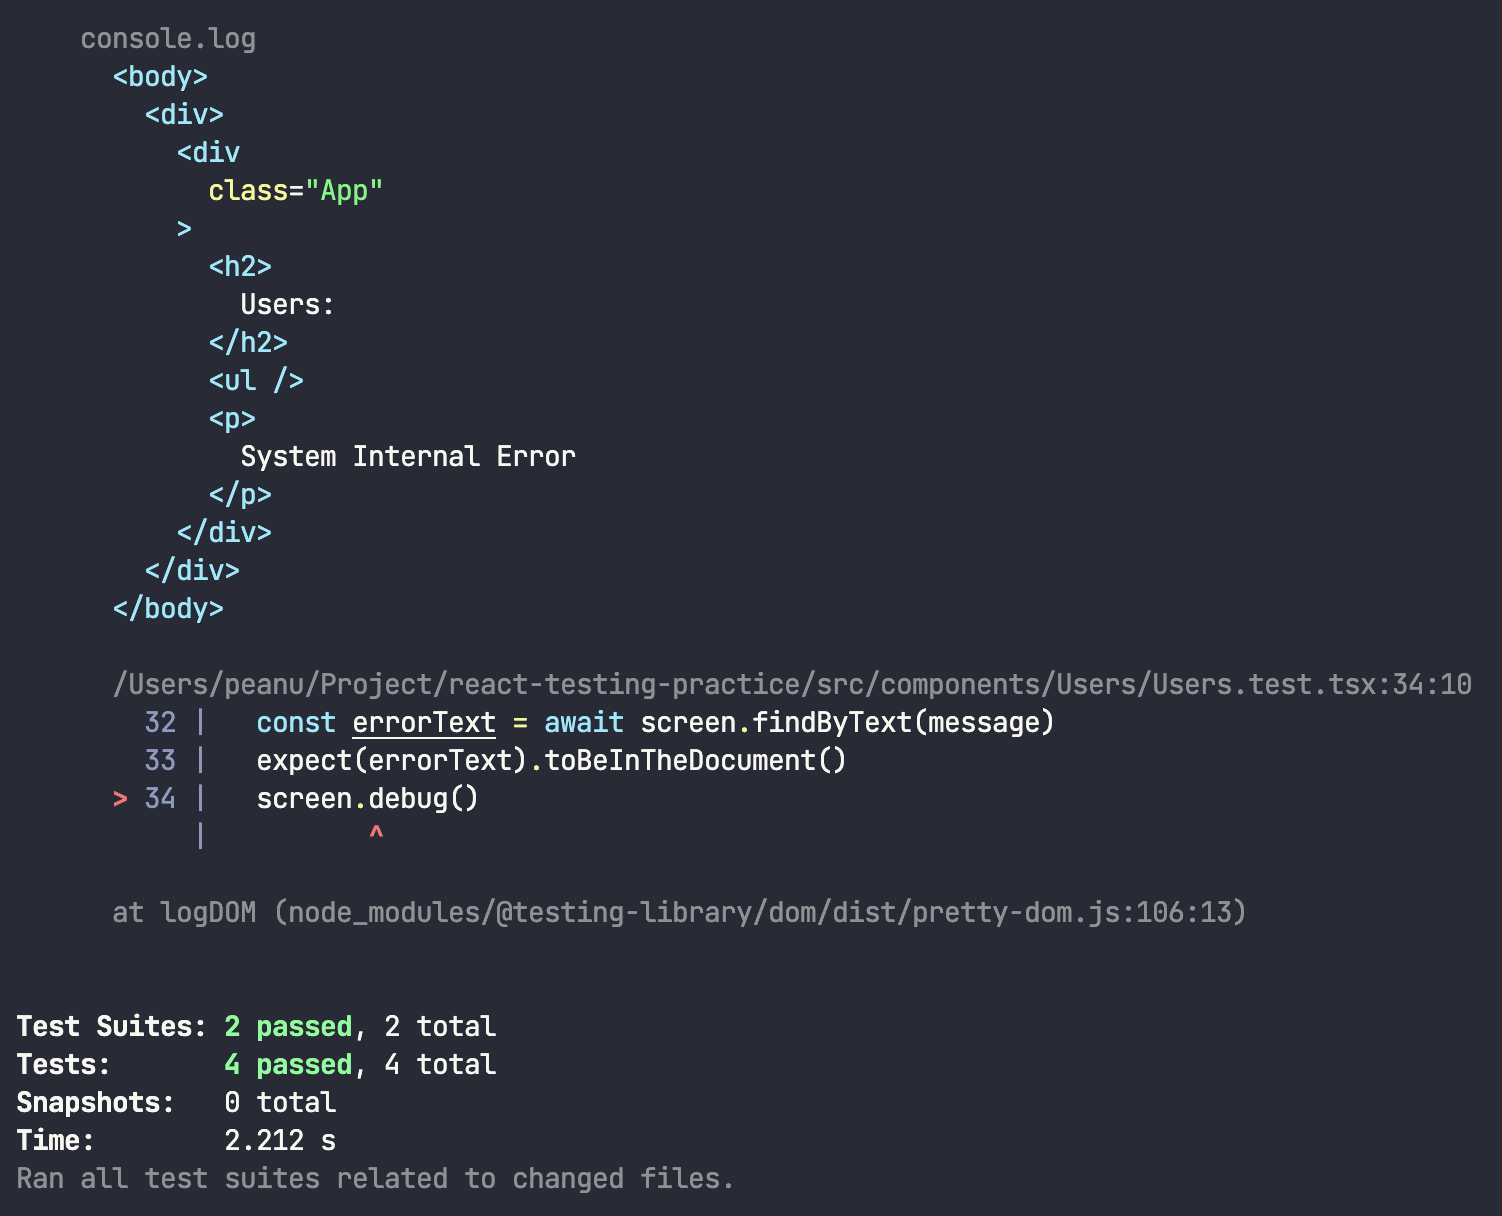 console.log
<body>
<div>
<div
class="App"
>
<h2>
Users:
</h2>
<ul />
<p>
System Internal Error
</p>
</div>
</div>
</body>
/Users/peanu/Project/react-testing-practice/src/components/Users/Users.test.tsx:34:10
32 |   const errorText = await screen.findByText(message)
33 |   expect(errorText).toBeInTheDocument()
> 34 |   screen.debug()
|          ^
at logDOM (node_modules/@testing-library/dom/dist/pretty-dom.js:106:13)
Test Suites: 2 passed, 2 total
Tests:       4 passed, 4 total
Snapshots:   0 total
Time:        2.212 s
Ran all test suites related to changed files.